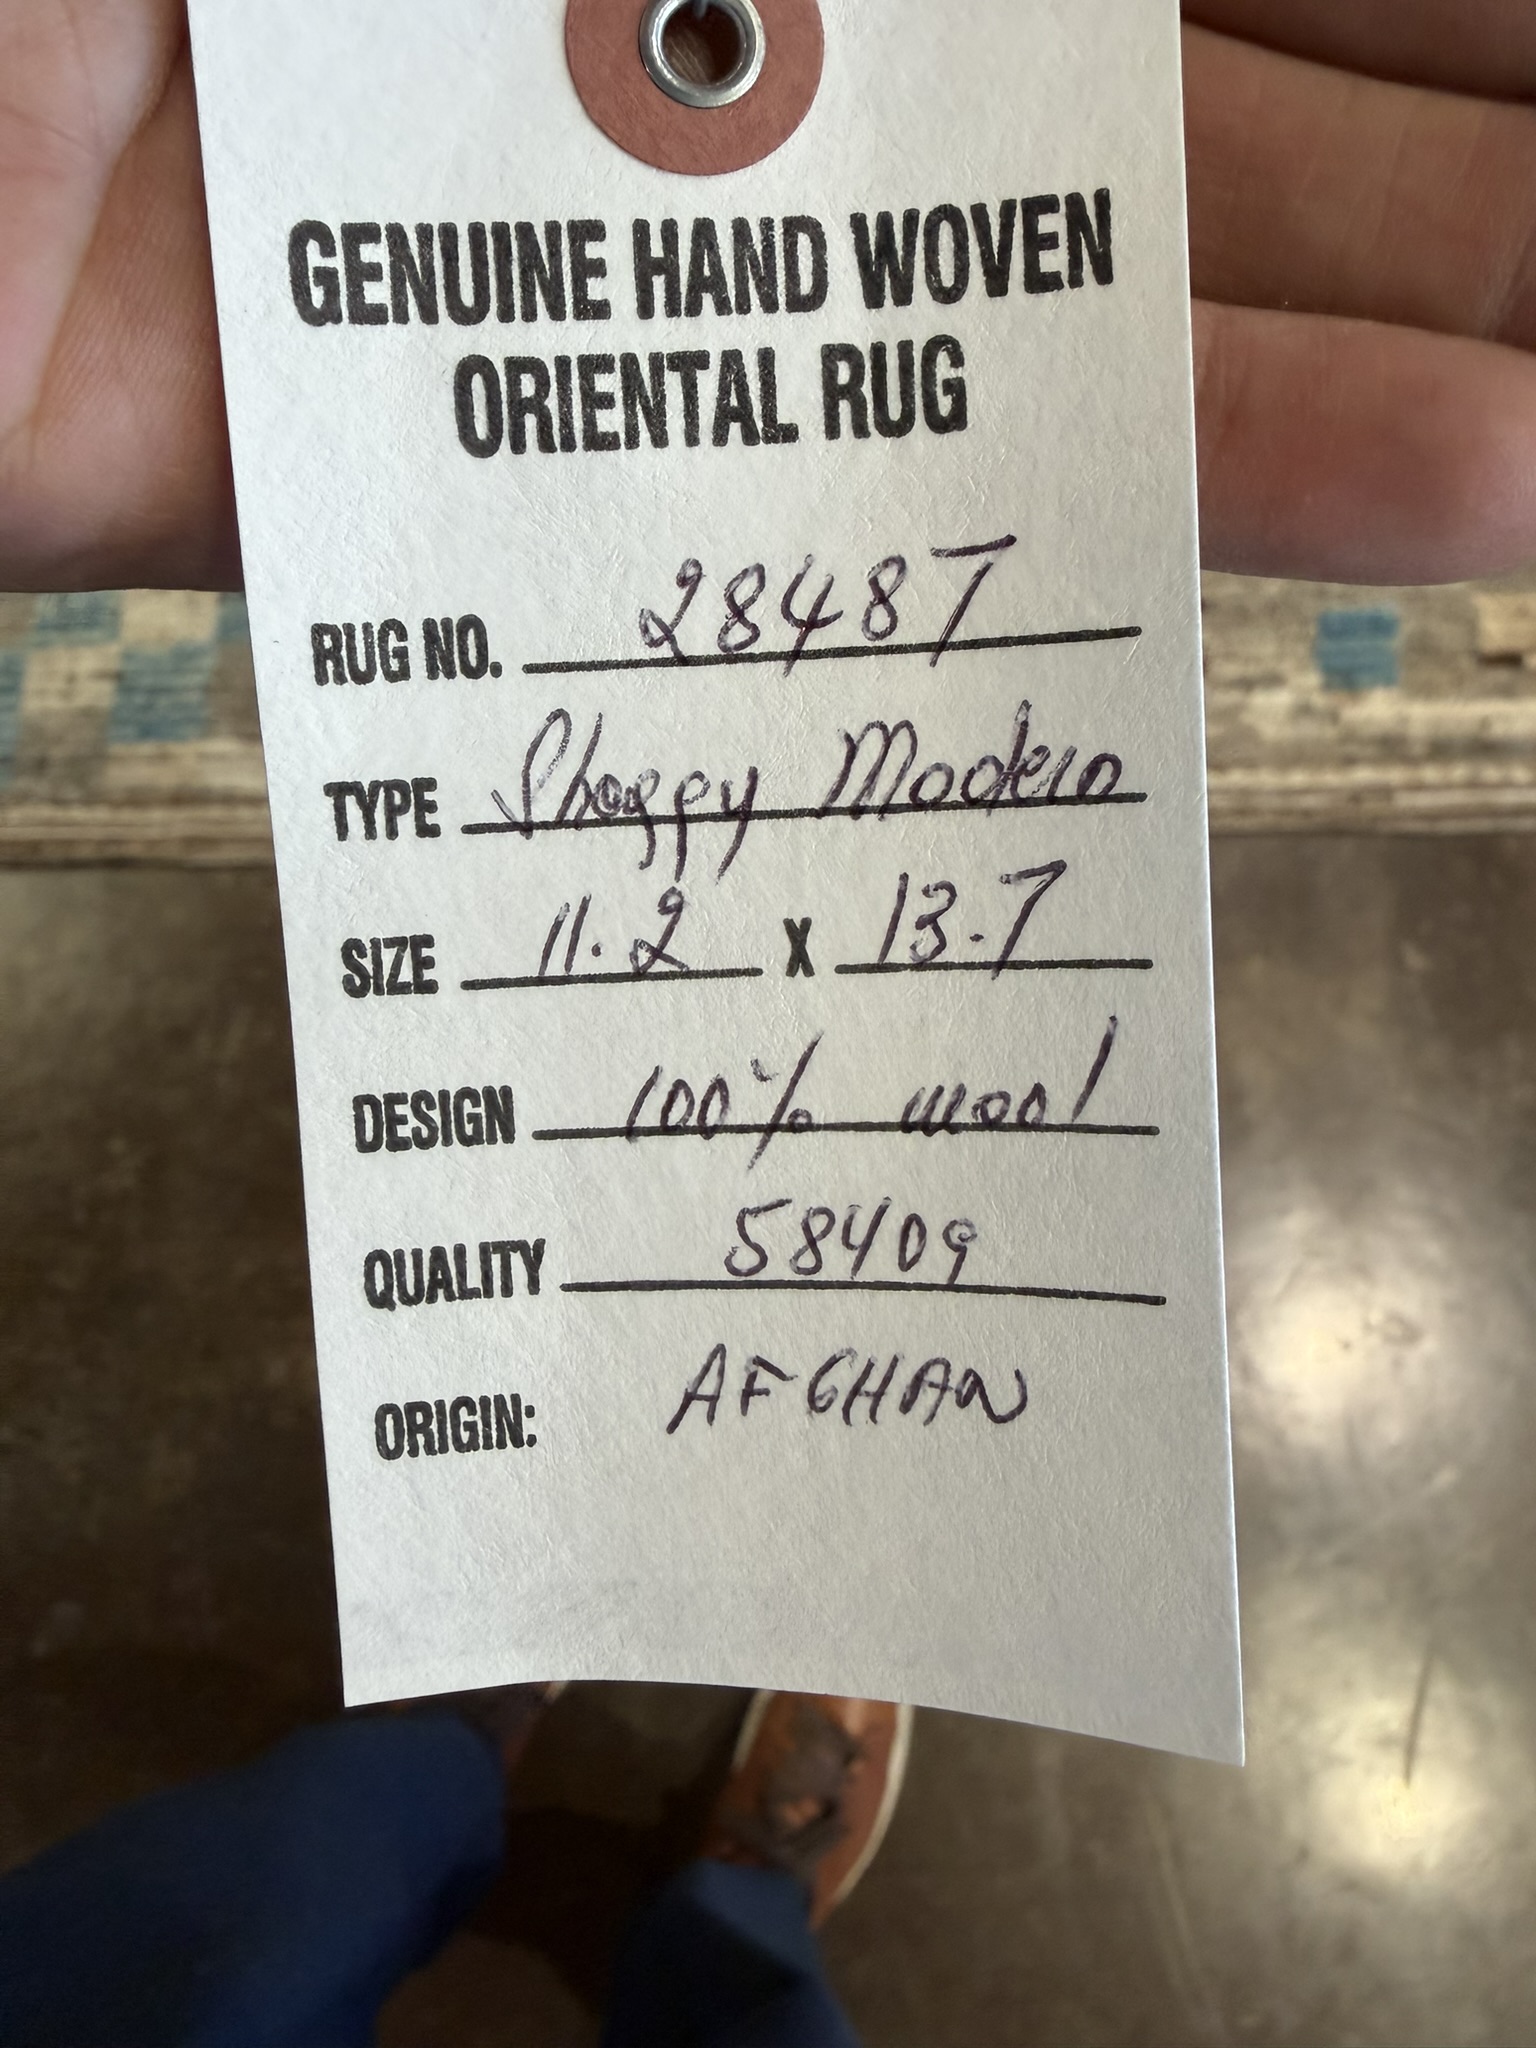 GENUINE HAND WOVEN
ORIENTAL RUG
RUG NO. 28487
TYPE Shaggy Modern
SIZE 11.2 X 13.7
DESIGN 100% wool
QUALITY 58409
ORIGIN: AFGHAN